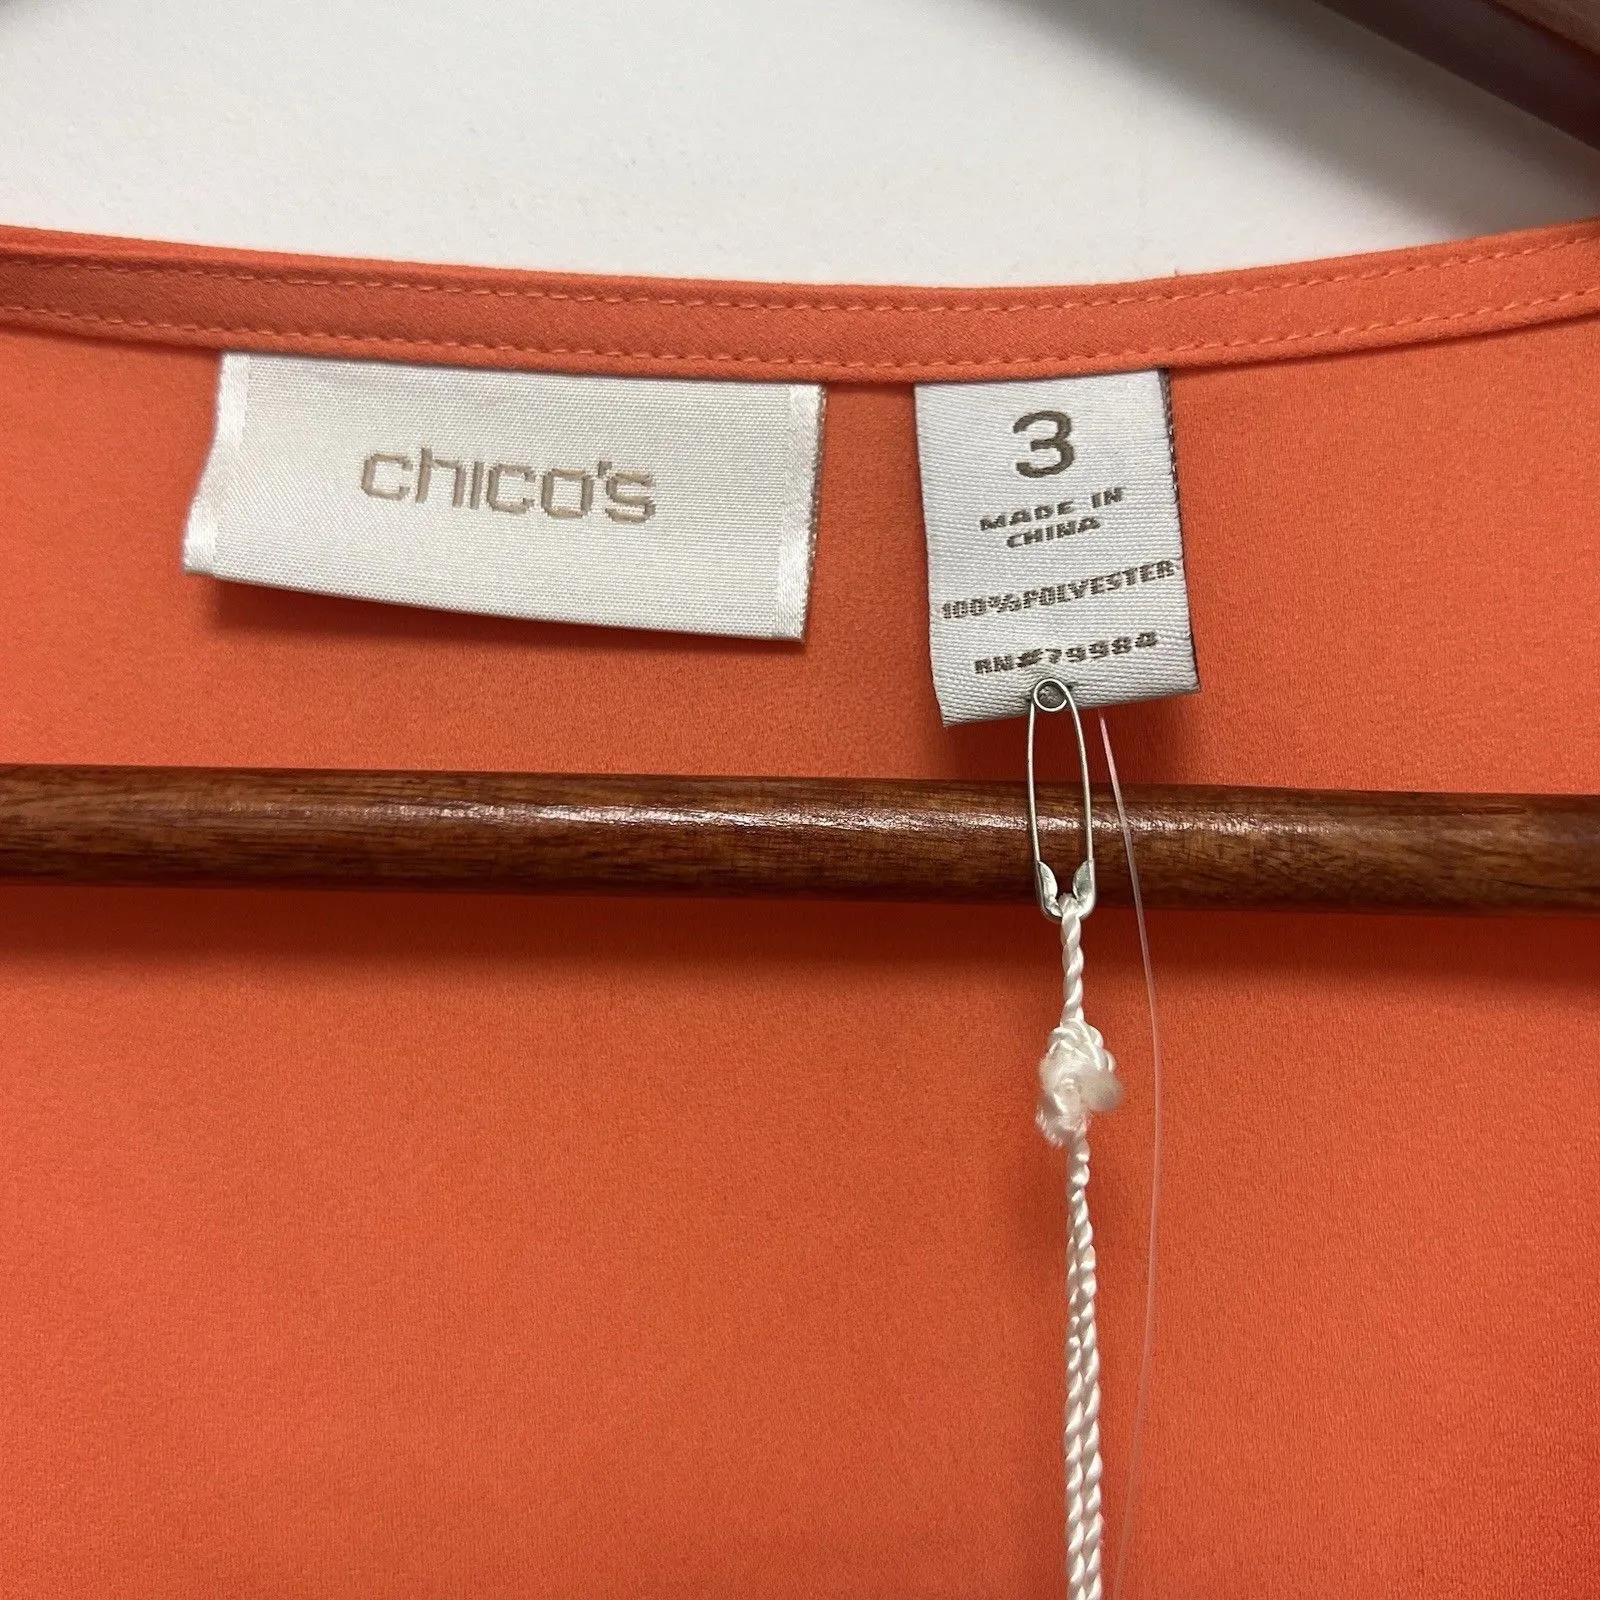 chico's
3
MADE IN
CHINA
100%POLYESTER
RN#79984